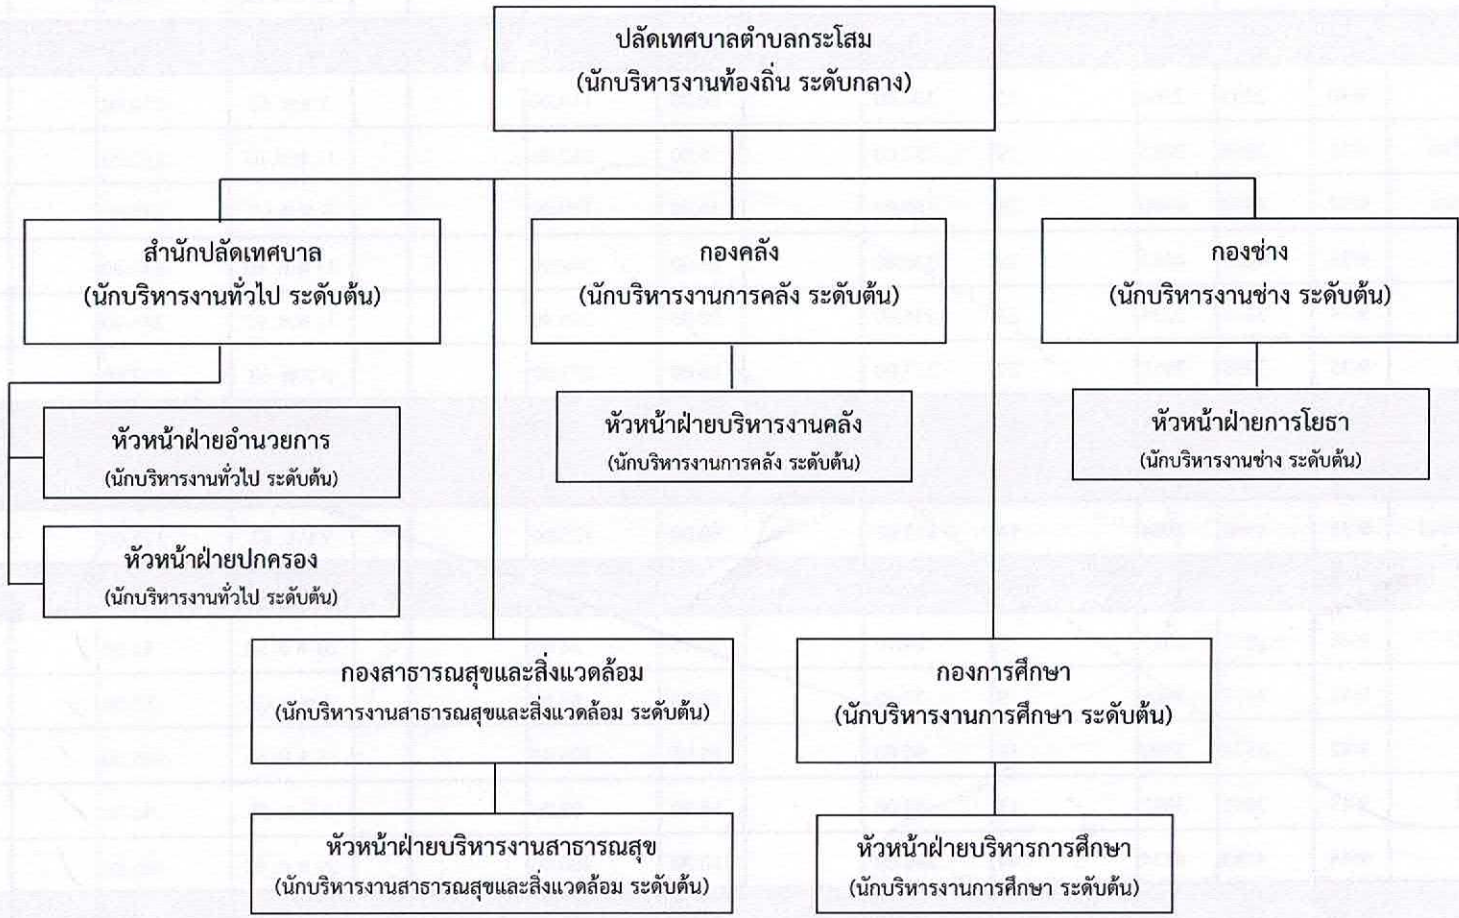 ปลัดเทศบาลตำบลกระโสม
(นักบริหารงานท้องถิ่น ระดับกลาง)
สำนักปลัดเทศบาล
(นักบริหารงานทั่วไป ระดับต้น)
กองคลัง
(นักบริหารงานการคลัง ระดับต้น)
กองช่าง
(นักบริหารงานช่าง ระดับต้น)
หัวหน้าฝ่ายอำนวยการ
(นักบริหารงานทั่วไป ระดับต้น)
หัวหน้าฝ่ายบริหารงานคลัง
(นักบริหารงานการคลัง ระดับต้น)
หัวหน้าฝ่ายการโยธา
(นักบริหารงานช่าง ระดับต้น)
หัวหน้าฝ่ายปกครอง
(นักบริหารงานทั่วไป ระดับต้น)
กองสาธารณสุขและสิ่งแวดล้อม
(นักบริหารงานสาธารณสุขและสิ่งแวดล้อม ระดับต้น)
กองการศึกษา
(นักบริหารงานการศึกษา ระดับต้น)
หัวหน้าฝ่ายบริหารงานสาธารณสุข
(นักบริหารงานสาธารณสุขและสิ่งแวดล้อม ระดับต้น)
หัวหน้าฝ่ายบริหารการศึกษา
(นักบริหารงานการศึกษา ระดับต้น)